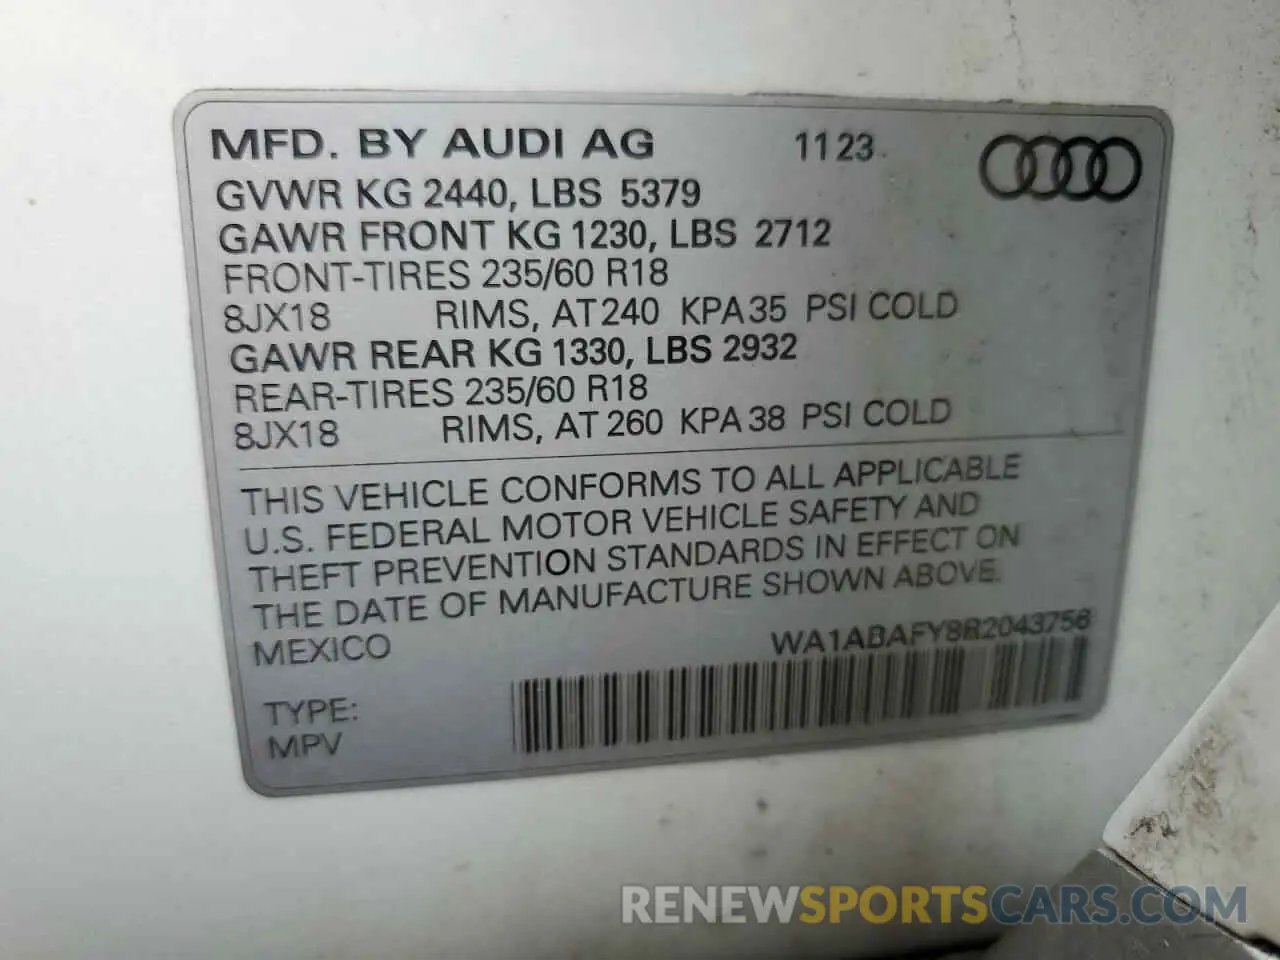 MFD. BY AUDI AG 11 23
GVWR KG 2440, LBS 5379
GAWR FRONT KG 1230, LBS 2712
FRONT-TIRES 235/60 R18
8JX18 RIMS, AT 240 KPA 35 PSI COLD
GAWR REAR KG 1330, LBS 2932
REAR-TIRES 235/60 R18
8JX18 RIMS, AT 260 KPA 38 PSI COLD
THIS VEHICLE CONFORMS TO ALL APPLICABLE
U.S. FEDERAL MOTOR VEHICLE SAFETY AND
THEFT PREVENTION STANDARDS IN EFFECT ON
THE DATE OF MANUFACTURE SHOWN ABOVE.
MEXICO WA1ABAFY8R2043756
TYPE:
MPV
RENEWSPORTSCARS.COM